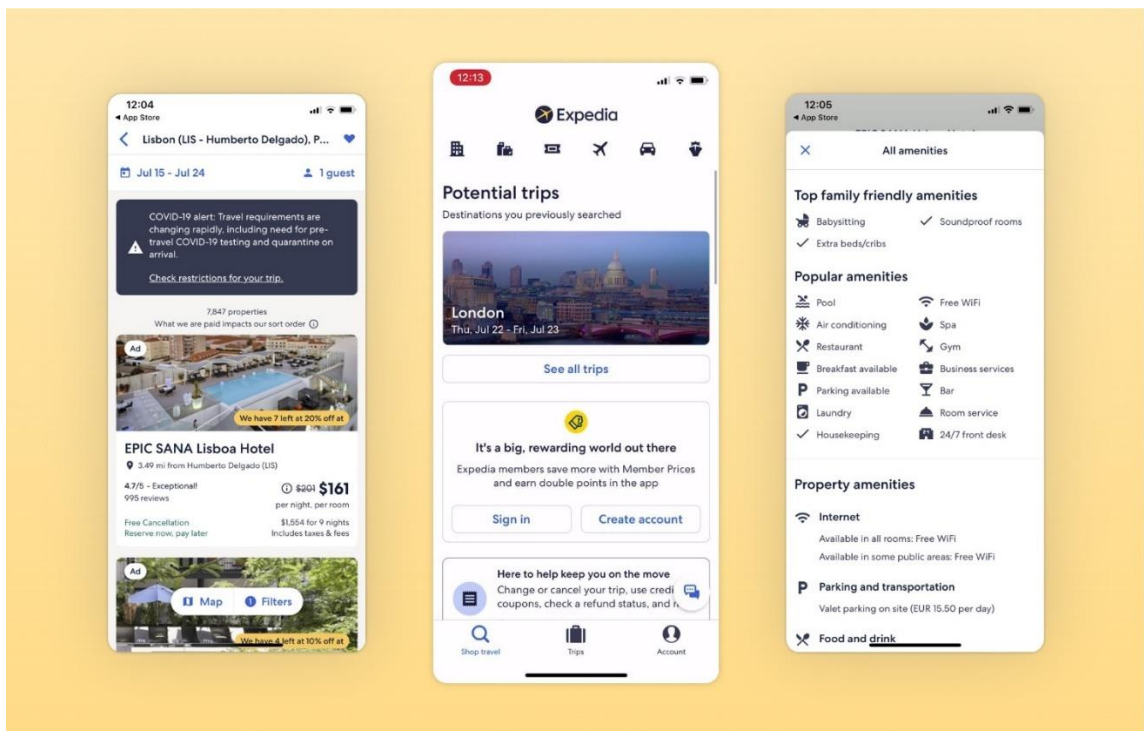 12:04
App Store
Lisbon (LIS - Humberto Delgado), P...
Jul 15 - Jul 24
1 guest
COVID-19 alert: Travel requirements are
changing rapidly, including need for pre-
travel COVID-19 testing and quarantine on
arrival.
Check restrictions for your trip.
7,847 properties
What we are paid impacts our sort order
Ad
We have 7 left at 20% off at
EPIC SANA Lisboa Hotel
3.49 mi from Humberto Delgado (LIS)
4.7/5 - Exceptional!
995 reviews
$201 $161
per night, per room
Free Cancellation
Reserve now, pay later
$1,554 for 9 nights
Includes taxes & fees
Ad
Map
1 Filters
We have 4 left at 10% off at
12:13
Expedia
Potential trips
Destinations you previously searched
London
Thu, Jul 22 - Fri, Jul 23
See all trips
It's a big, rewarding world out there
Expedia members save more with Member Prices
and earn double points in the app
Sign in
Create account
Here to help keep you on the move
Change or cancel your trip, use credi
coupons, check a refund status, and
Shop travel
Trips
Account
12:05
App Store
All amenities
Top family friendly amenities
Babysitting
Soundproof rooms
Extra beds/cribs
Popular amenities
Pool
Free WiFi
Air conditioning
Spa
Restaurant
Gym
Breakfast available
Business services
P Parking available
Bar
Laundry
Room service
Housekeeping
24/7 front desk
Property amenities
Internet
Available in all rooms: Free WiFi
Available in some public areas: Free WiFi
P Parking and transportation
Valet parking on site (EUR 15.50 per day)
Food and drink